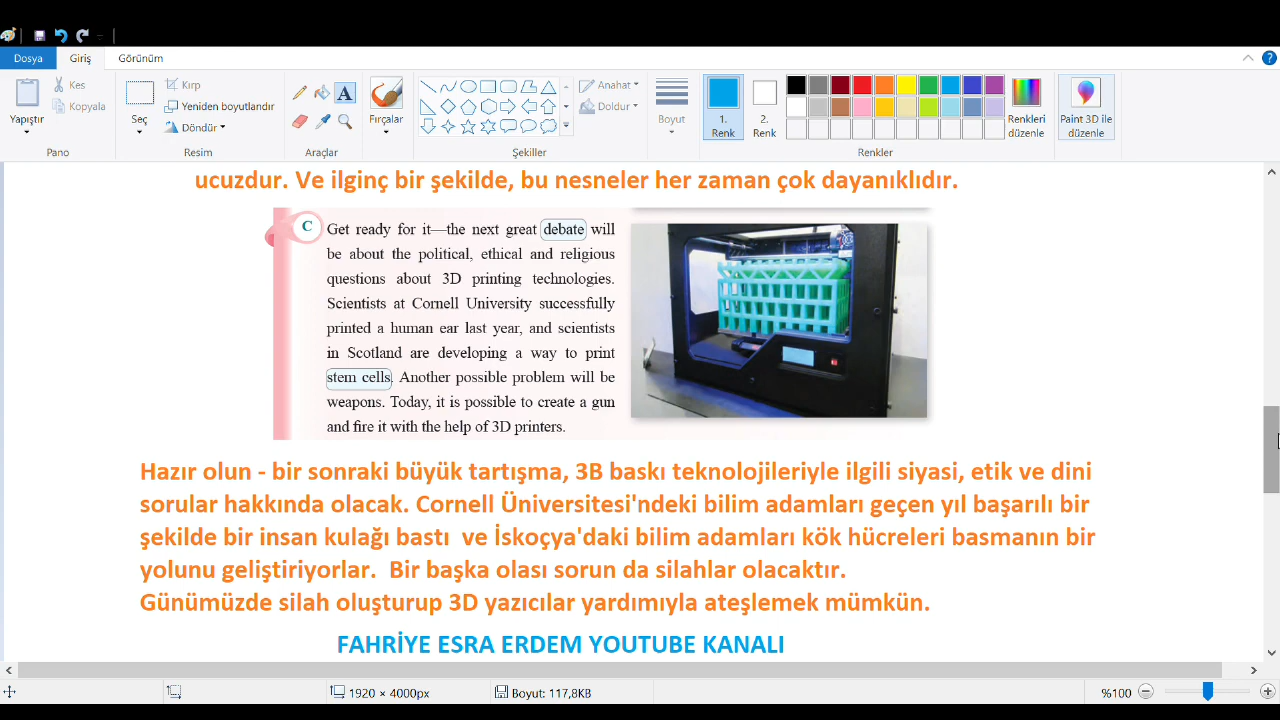 Dosya Giriş Görünüm
Yapıştır
Kes
Kopyala
Pano
Seç
Kırp
Yeniden boyutlandır
Döndür
Resim
Araçlar
Fırçalar
Anahat
Doldur
Şekiller
Boyut
1. Renk
2. Renk
Renkleri düzenle
Paint 3D ile düzenle
Renkler
ucuzdur. Ve ilginç bir şekilde, bu nesneler her zaman çok dayanıklıdır.
C
Get ready for it—the next great debate will
be about the political, ethical and religious
questions about 3D printing technologies.
Scientists at Cornell University successfully
printed a human ear last year, and scientists
in Scotland are developing a way to print
stem cells. Another possible problem will be
weapons. Today, it is possible to create a gun
and fire it with the help of 3D printers.
Hazır olun - bir sonraki büyük tartışma, 3B baskı teknolojileriyle ilgili siyasi, etik ve dini
sorular hakkında olacak. Cornell Üniversitesi'ndeki bilim adamları geçen yıl başarılı bir
şekilde bir insan kulağı bastı ve İskoçya'daki bilim adamları kök hücreleri basmanın bir
yolunu geliştiriyorlar. Bir başka olası sorun da silahlar olacaktır.
Günümüzde silah oluşturup 3D yazıcılar yardımıyla ateşlemek mümkün.
FAHRİYE ESRA ERDEM YOUTUBE KANALI
1920 × 4000px
Boyut: 117,8KB
%100